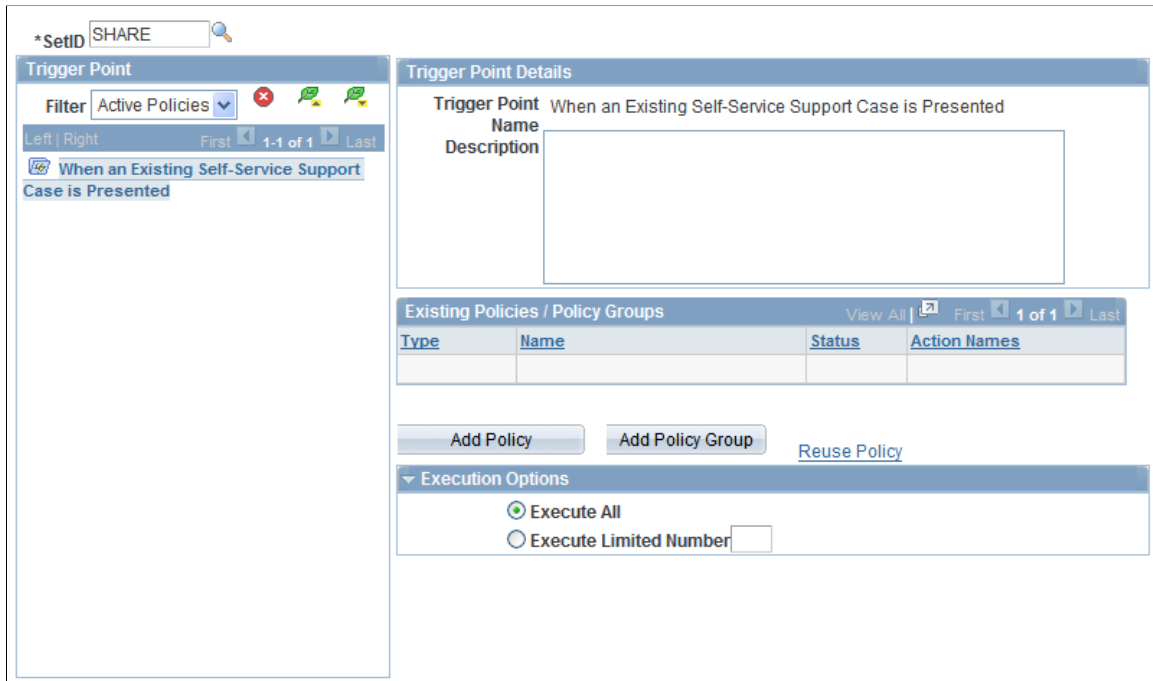 *SetID SHARE
Trigger Point
Filter Active Policies
Left | Right First 1-1 of 1 Last
When an Existing Self-Service Support
Case is Presented
Trigger Point Details
Trigger Point When an Existing Self-Service Support Case is Presented
Name
Description
Existing Policies / Policy Groups View All | First 1 of 1 Last
Type Name Status Action Names
Add Policy Add Policy Group Reuse Policy
Execution Options
Execute All
Execute Limited Number